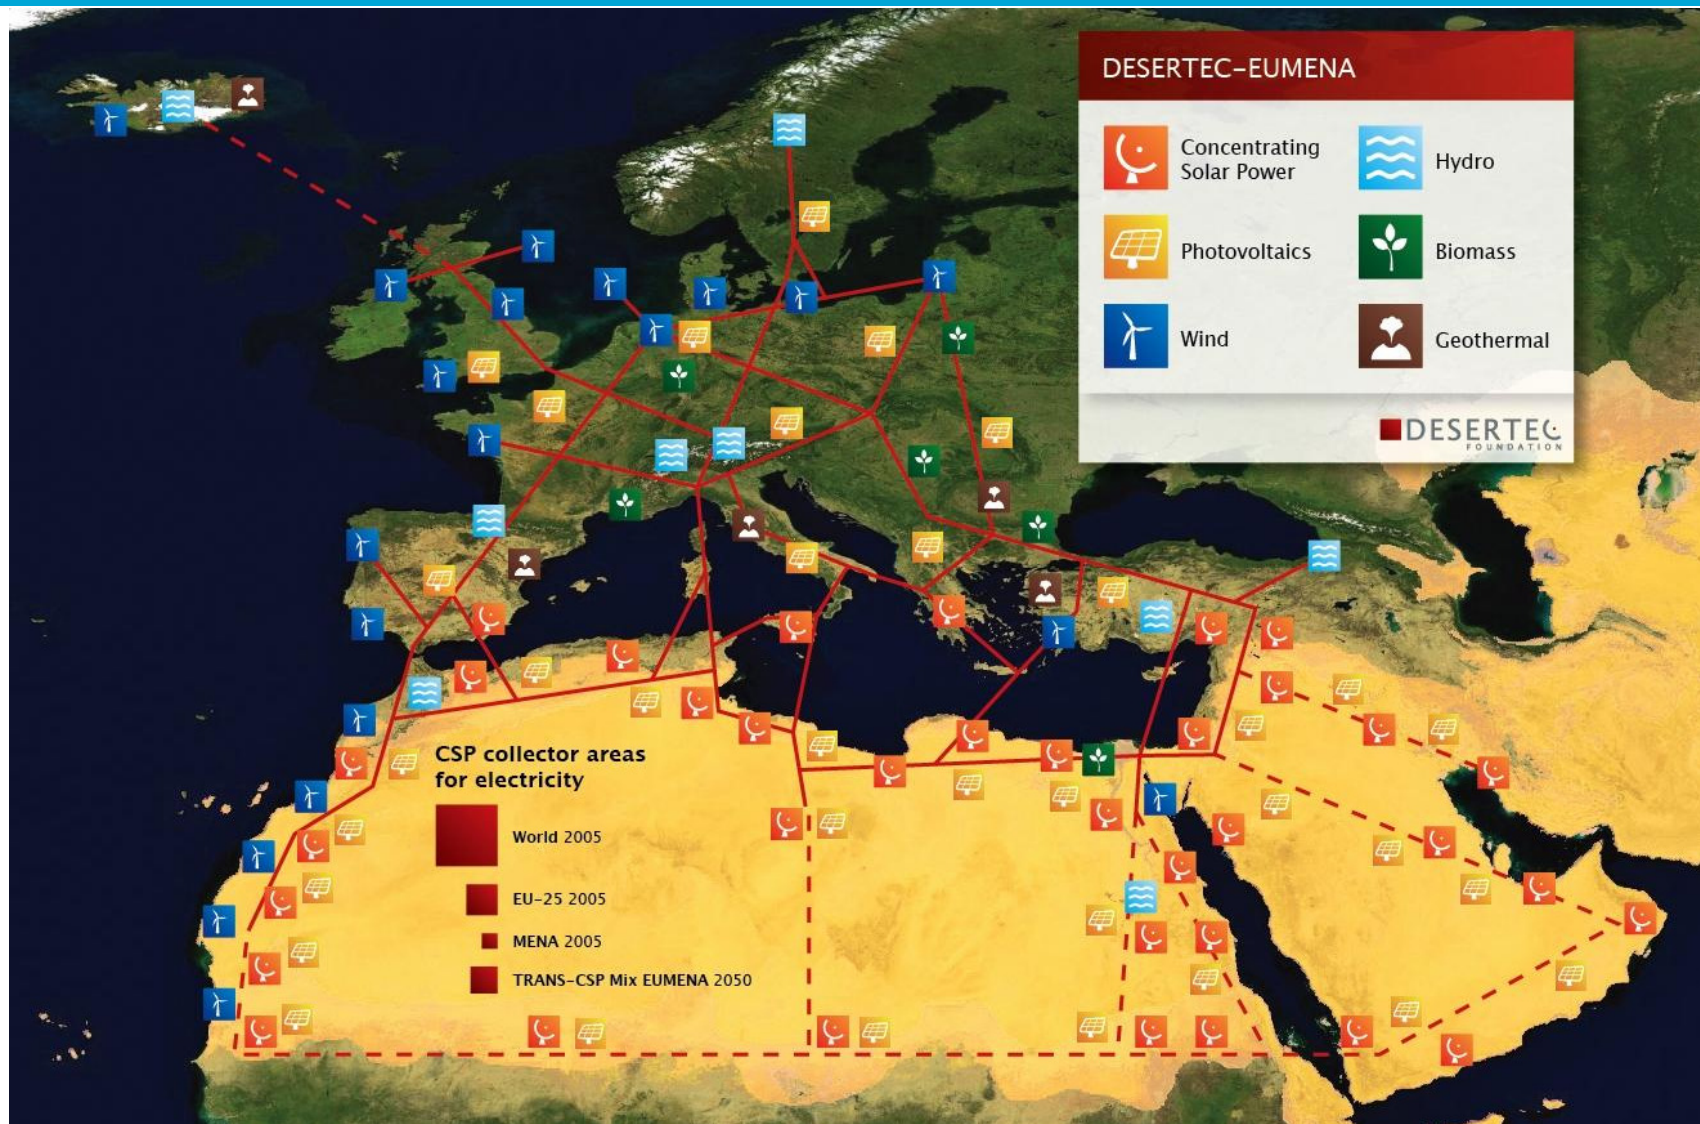 DESERTEC–EUMENA
Concentrating
Solar Power
Hydro
Photovoltaics
Biomass
Wind
Geothermal
DESERTEC
FOUNDATION
CSP collector areas
for electricity
World 2005
EU–25 2005
MENA 2005
TRANS–CSP Mix EUMENA 2050